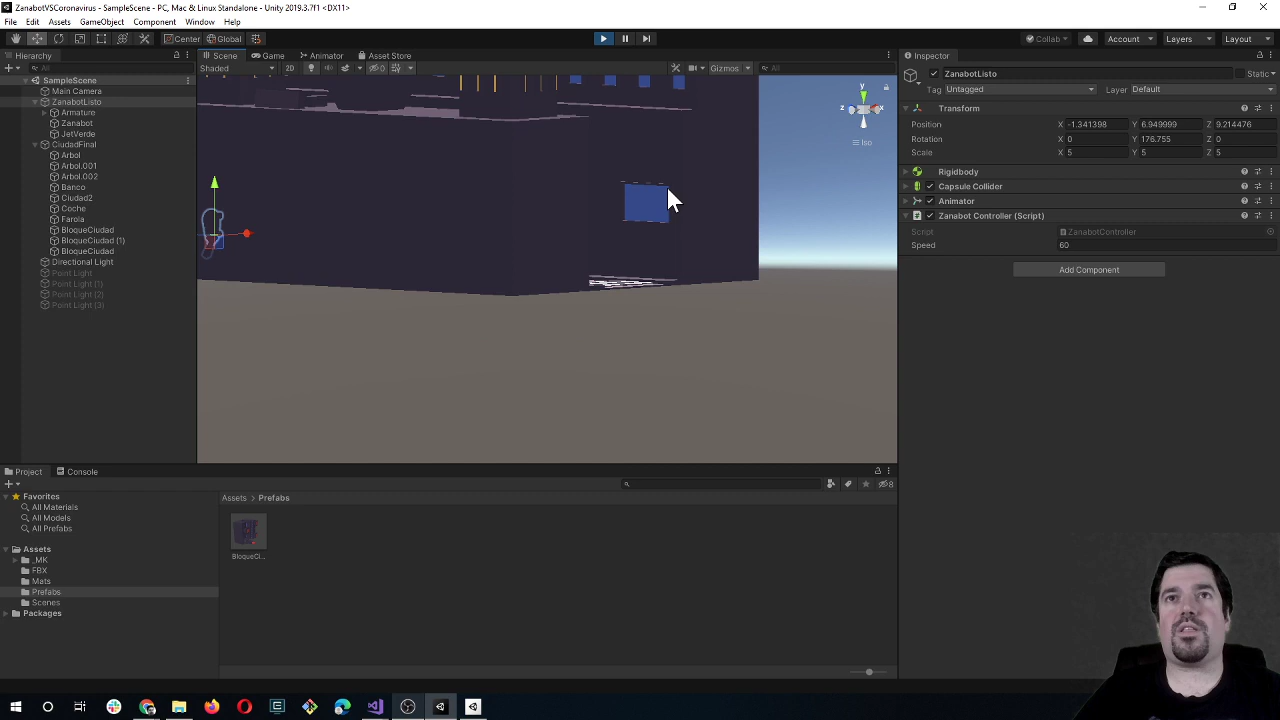 ZanabotVSCoronavirus - SampleScene - PC, Mac & Linux Standalone - Unity 2019.3.7f1 <DX11>
File Edit Assets GameObject Component Window Help
Center Global Collab Account Layers Layout
Hierarchy Scene Game Animator Asset Store Inspector
All Shaded 2D 0 Gizmos All ZanabotListo Static
SampleScene
Main Camera
ZanabotListo
Armature
Zanabot
JetVerde
CiudadFinal
Arbol
Arbol.001
Arbol.002
Banco
Ciudad2
Coche
Farola
BloqueCiudad
BloqueCiudad (1)
BloqueCiudad
Directional Light
Point Light
Point Light (1)
Point Light (2)
Point Light (3)
y
z x
Iso
Tag Untagged Layer Default
Transform
Position X -1.341398 Y 6.949999 Z 9.214476
Rotation X 0 Y 176.755 Z 0
Scale X 5 Y 5 Z 5
Rigidbody
Capsule Collider
Animator
Zanabot Controller (Script)
Script ZanabotController
Speed 60
Add Component
Project Console
8
Favorites
All Materials
All Models
All Prefabs
Assets
_MK
FBX
Mats
Prefabs
Scenes
Packages
Assets > Prefabs
BloqueCi...